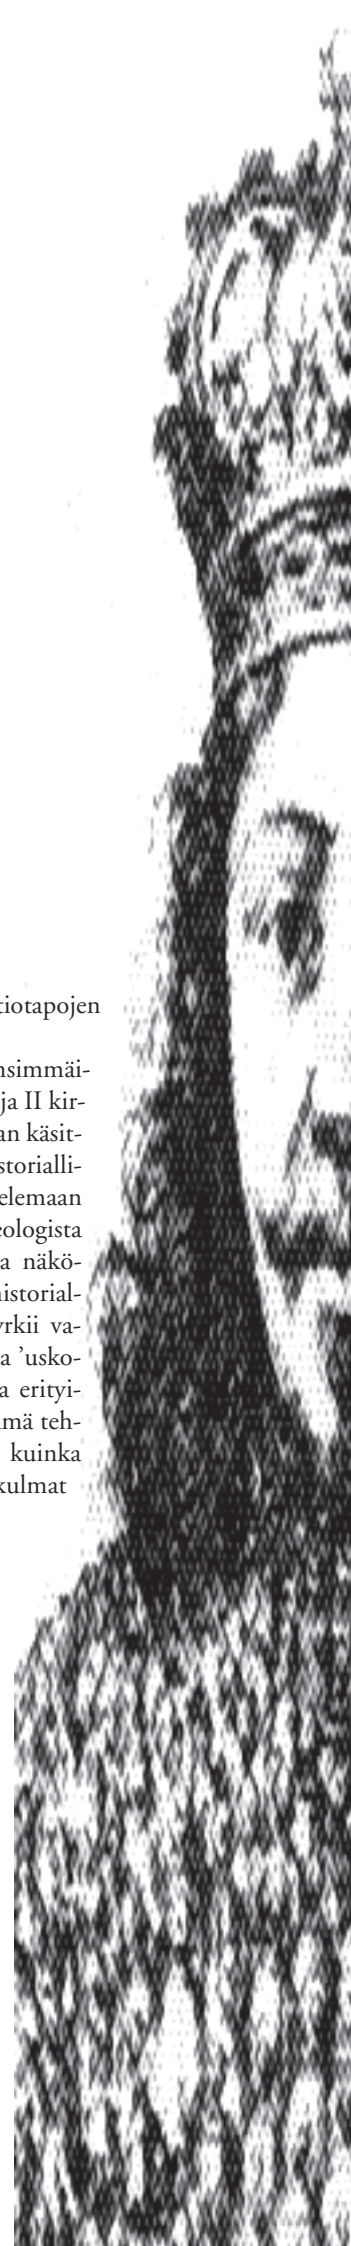 tiotapojen
nsimmäi-
ja II kir-
an käsit-
storialli-
elemaan
eologista
a näkö-
historial-
yrkii va-
a ’usko-
a erityi-
mä teh-
kuinka
kulmat